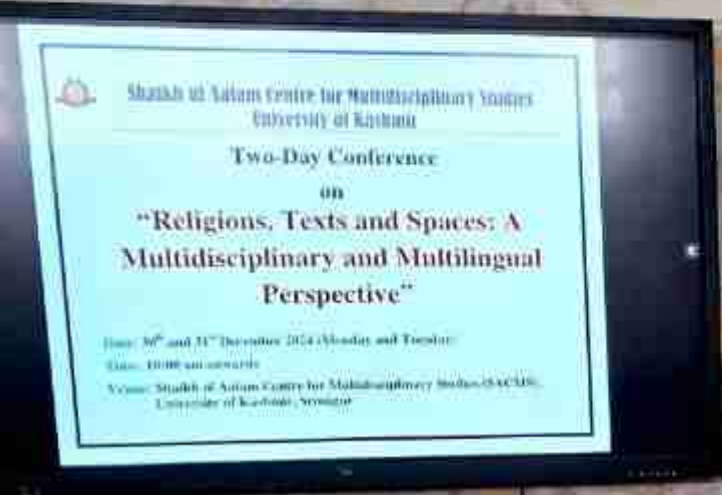 Shaikh ul Aalam Centre for Multidisciplinary Studies
University of Kashmir
Two-Day Conference
on
“Religions, Texts and Spaces: A
Multidisciplinary and Multilingual
Perspective”
Date: 30th and 31st December 2024 (Monday and Tuesday)
Time: 10:00 am onwards
Venue: Shaikh ul Aalam Centre for Multidisciplinary Studies (SACMS),
University of Kashmir, Srinagar